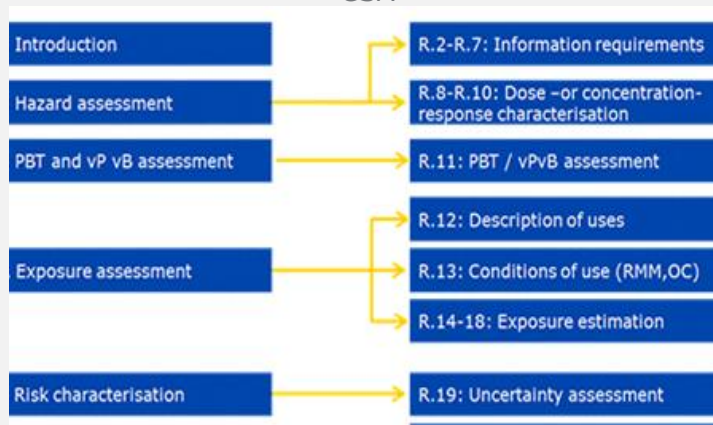 Introduction
R.2-R.7: Information requirements
Hazard assessment
R.8-R.10: Dose –or concentration-
response characterisation
PBT and vP vB assessment
R.11: PBT / vPvB assessment
R.12: Description of uses
. Exposure assessment
R.13: Conditions of use (RMM,OC)
R.14-18: Exposure estimation
Risk characterisation
R.19: Uncertainty assessment